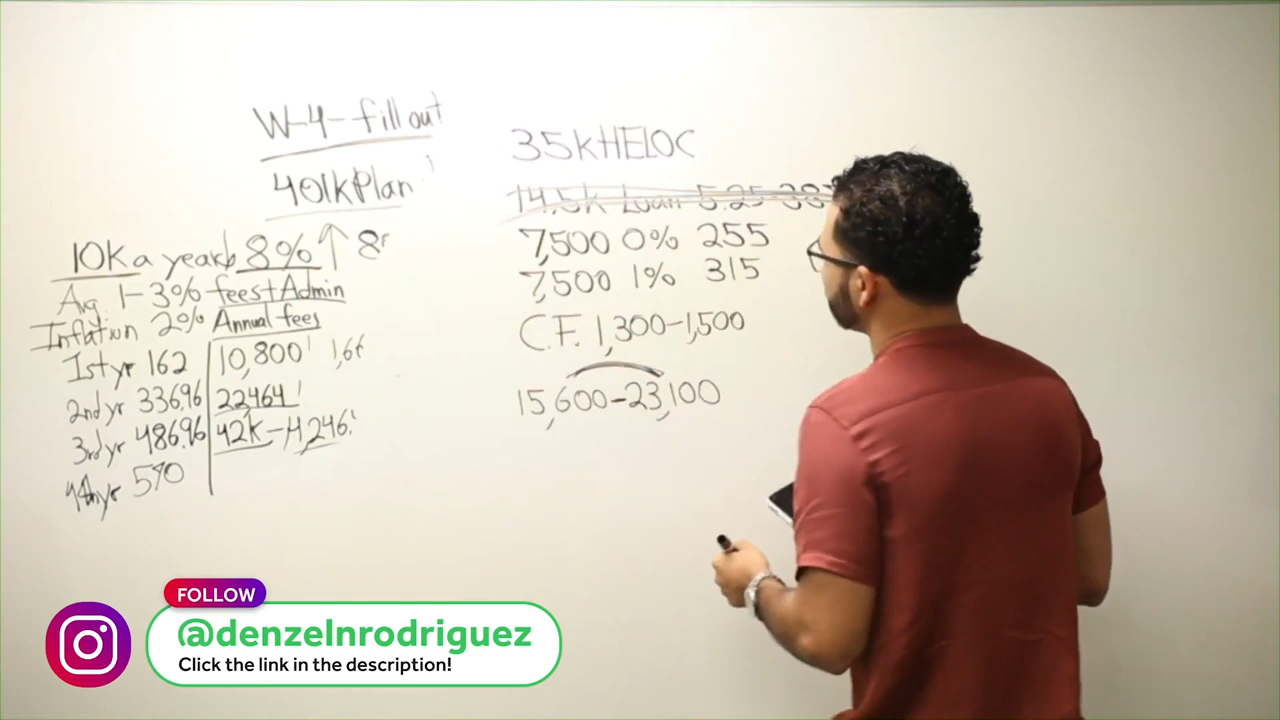 W-4-fill out
401k Plan
10K a year 8% ↑ 8
Avg. 1-3% fees + Admin
Inflation 2% Annual fees
1st yr 162 10,800
2nd yr 336.96 22464
3rd yr 486.96 42k
4th yr 570
35k HELOC
14.5k Loan 5.25 38
7,500 0% 255
7,500 1% 315
C.F. 1,300-1,500
15,600-23,100
FOLLOW
@denzelnrodriguez
Click the link in the description!